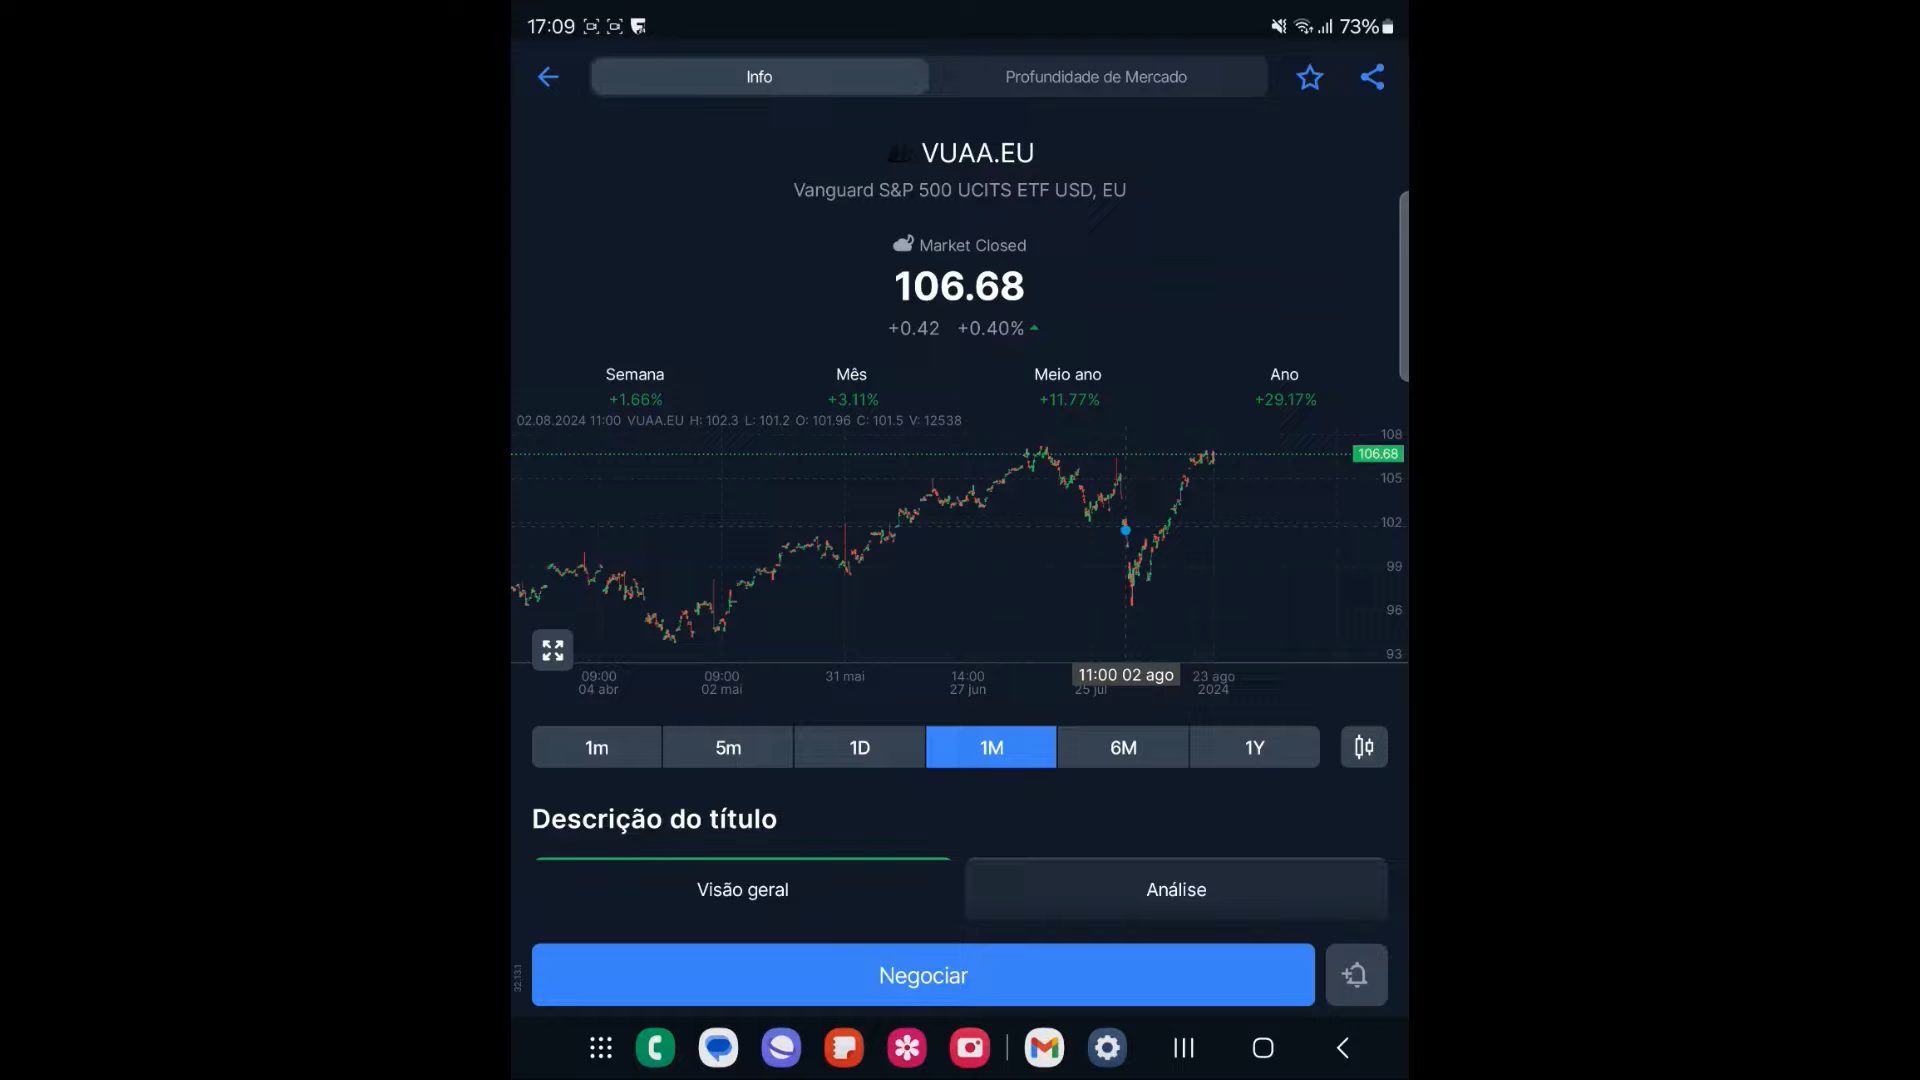 17:09 73%
Info Profundidade de Mercado
VUAA.EU
Vanguard S&P 500 UCITS ETF USD, EU
Market Closed
106.68
+0.42 +0.40%
Semana Mês Meio ano Ano
+1.66% +3.11% +11.77% +29.17%
02.08.2024 11:00 VUAA.EU H: 102.3 L: 101.2 O: 101.96 C: 101.5 V: 12538
108
106.68
105
102
99
96
93
09:00 09:00 31 mai 14:00 11:00 02 ago 23 ago
04 abr 02 mai 27 jun 25 jul 2024
1m 5m 1D 1M 6M 1Y
Descrição do título
Visão geral Análise
Negociar
32.13.1